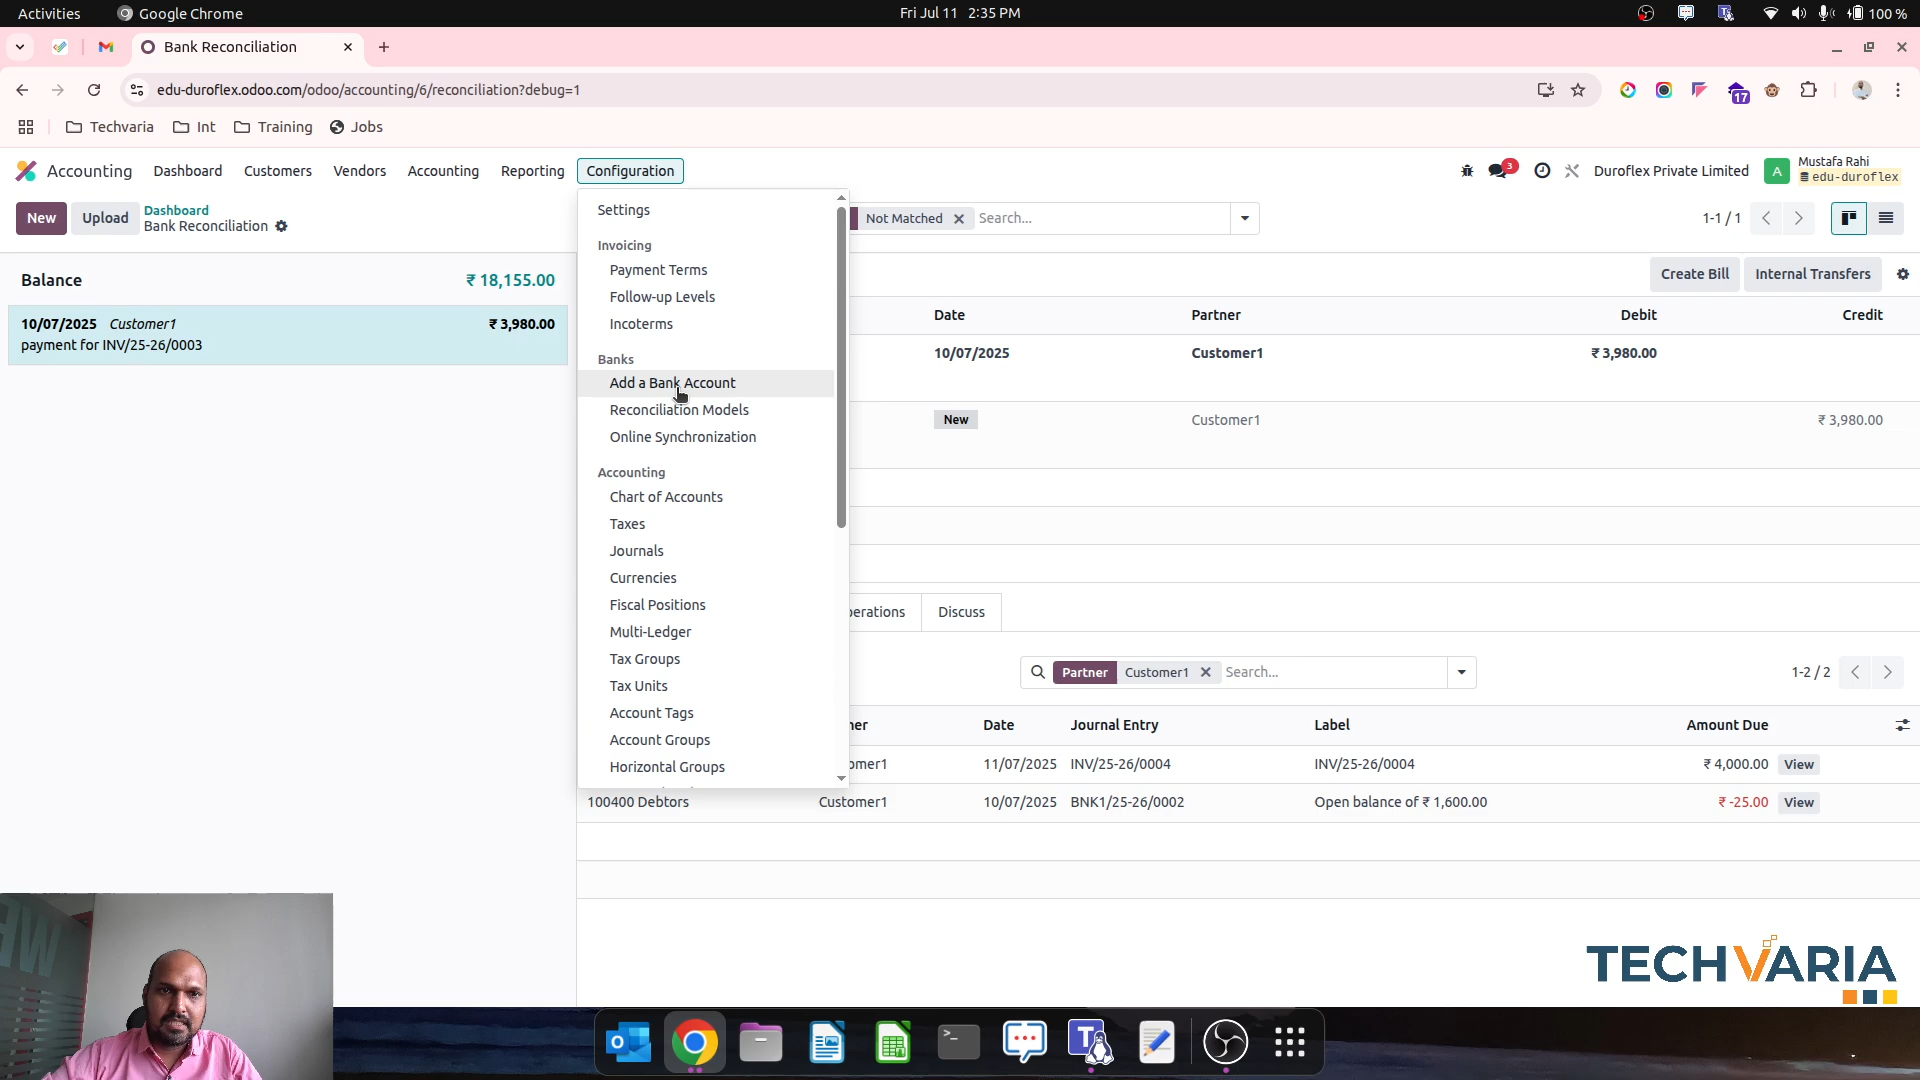 Activities Google Chrome Fri Jul 11 2:35 PM 100 %
Bank Reconciliation
edu-duroflex.odoo.com/odoo/accounting/6/reconciliation?debug=1 17
Techvaria Int Training Jobs
Accounting Dashboard Customers Vendors Accounting Reporting Configuration 3 Duroflex Private Limited A Mustafa Rahi
edu-duroflex
New Upload Dashboard
Bank Reconciliation
Not Matched Search... 1-1 / 1
Balance ₹ 18,155.00
10/07/2025 Customer1 ₹ 3,980.00
payment for INV/25-26/0003
Settings
Invoicing
Payment Terms
Follow-up Levels
Incoterms
Banks
Add a Bank Account
Reconciliation Models
Online Synchronization
Accounting
Chart of Accounts
Taxes
Journals
Currencies
Fiscal Positions
Multi-Ledger
Tax Groups
Tax Units
Account Tags
Account Groups
Horizontal Groups
Create Bill Internal Transfers
Date Partner Debit Credit
10/07/2025 Customer1 ₹ 3,980.00
New Customer1 ₹ 3,980.00
perations Discuss
Partner Customer1 Search... 1-2 / 2
ner Date Journal Entry Label Amount Due
omer1 11/07/2025 INV/25-26/0004 INV/25-26/0004 ₹ 4,000.00 View
100400 Debtors Customer1 10/07/2025 BNK1/25-26/0002 Open balance of ₹ 1,600.00 ₹ -25.00 View
TECHVARIA